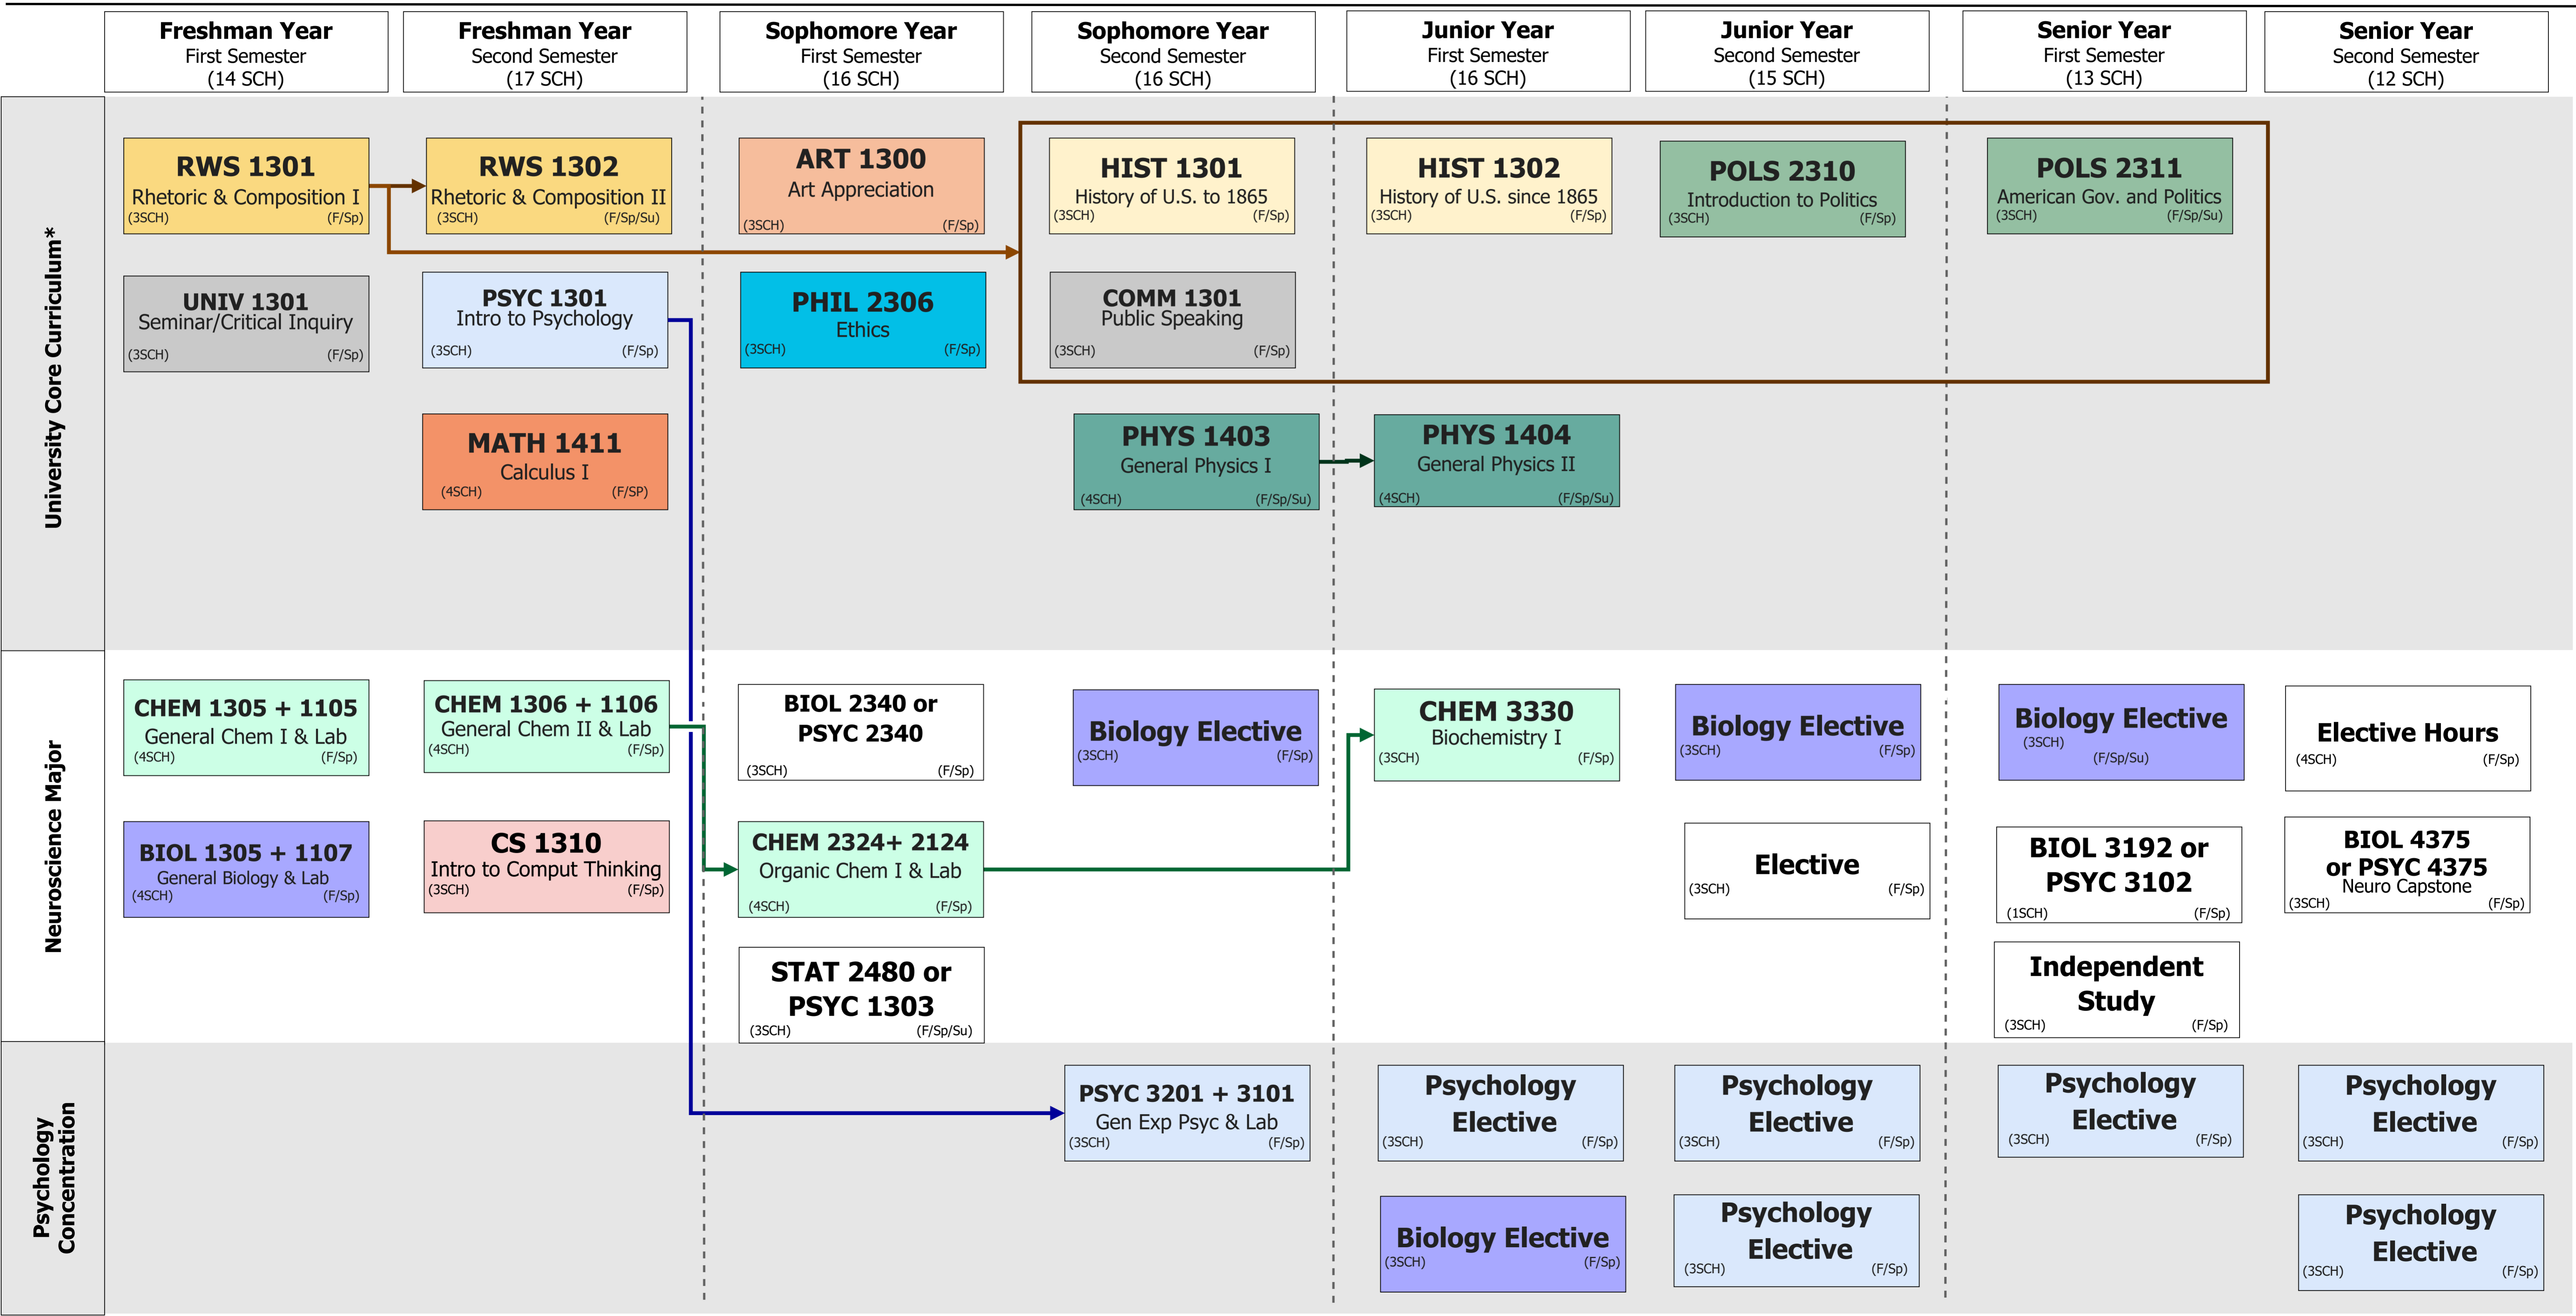 Freshman Year
First Semester
(14 SCH)
Freshman Year
Second Semester
(17 SCH)
Sophomore Year
First Semester
(16 SCH)
Sophomore Year
Second Semester
(16 SCH)
Junior Year
First Semester
(16 SCH)
Junior Year
Second Semester
(15 SCH)
Senior Year
First Semester
(13 SCH)
Senior Year
Second Semester
(12 SCH)
University Core Curriculum*
RWS 1301
Rhetoric & Composition I
(3SCH) (F/Sp)
RWS 1302
Rhetoric & Composition II
(3SCH) (F/Sp/Su)
ART 1300
Art Appreciation
(3SCH) (F/Sp)
HIST 1301
History of U.S. to 1865
(3SCH) (F/Sp)
HIST 1302
History of U.S. since 1865
(3SCH) (F/Sp)
POLS 2310
Introduction to Politics
(3SCH) (F/Sp)
POLS 2311
American Gov. and Politics
(3SCH) (F/Sp/Su)
UNIV 1301
Seminar/Critical Inquiry
(3SCH) (F/Sp)
PSYC 1301
Intro to Psychology
(3SCH) (F/Sp)
PHIL 2306
Ethics
(3SCH) (F/Sp)
COMM 1301
Public Speaking
(3SCH) (F/Sp)
MATH 1411
Calculus I
(4SCH) (F/SP)
PHYS 1403
General Physics I
(4SCH) (F/Sp/Su)
PHYS 1404
General Physics II
(4SCH) (F/Sp/Su)
Neuroscience Major
CHEM 1305 + 1105
General Chem I & Lab
(4SCH) (F/Sp)
CHEM 1306 + 1106
General Chem II & Lab
(4SCH) (F/Sp)
BIOL 2340 or
PSYC 2340
(3SCH) (F/Sp)
Biology Elective
(3SCH) (F/Sp)
CHEM 3330
Biochemistry I
(3SCH) (F/Sp)
Biology Elective
(3SCH) (F/Sp)
Biology Elective
(3SCH)
(F/Sp/Su)
Elective Hours
(4SCH) (F/Sp)
BIOL 1305 + 1107
General Biology & Lab
(4SCH) (F/Sp)
CS 1310
Intro to Comput Thinking
(3SCH) (F/Sp)
CHEM 2324+ 2124
Organic Chem I & Lab
(4SCH) (F/Sp)
Elective
(3SCH) (F/Sp)
BIOL 3192 or
PSYC 3102
(1SCH) (F/Sp)
BIOL 4375
or PSYC 4375
Neuro Capstone
(3SCH) (F/Sp)
STAT 2480 or
PSYC 1303
(3SCH) (F/Sp/Su)
Independent
Study
(3SCH) (F/Sp)
Psychology
Concentration
PSYC 3201 + 3101
Gen Exp Psyc & Lab
(3SCH) (F/Sp)
Psychology
Elective
(3SCH) (F/Sp)
Psychology
Elective
(3SCH) (F/Sp)
Psychology
Elective
(3SCH) (F/Sp)
Psychology
Elective
(3SCH) (F/Sp)
Biology Elective
(3SCH) (F/Sp)
Psychology
Elective
(3SCH) (F/Sp)
Psychology
Elective
(3SCH) (F/Sp)